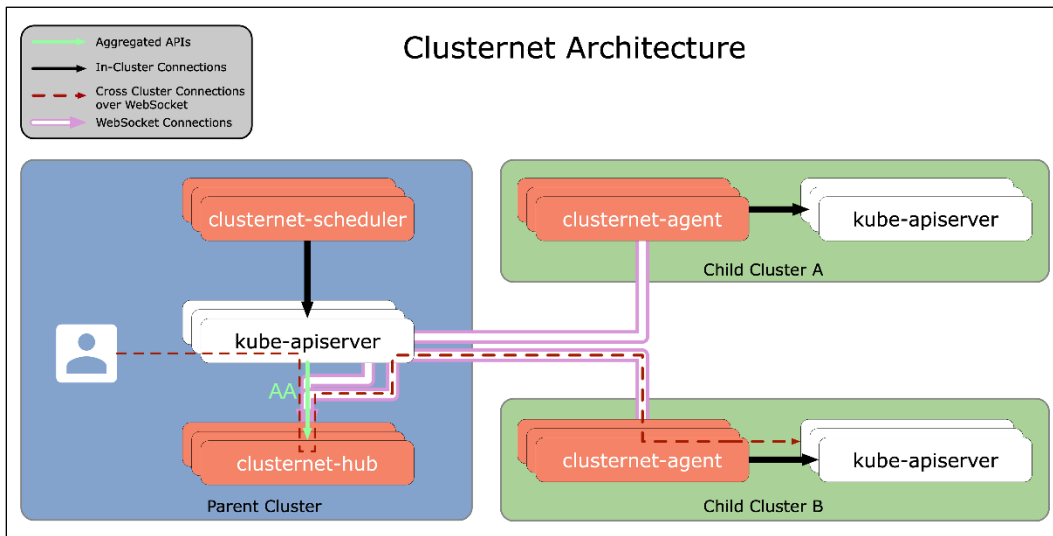 Clusternet Architecture
Aggregated APIs
In-Cluster Connections
Cross Cluster Connections
over WebSocket
WebSocket Connections
clusternet-scheduler
kube-apiserver
AA
clusternet-hub
Parent Cluster
clusternet-agent
kube-apiserver
Child Cluster A
clusternet-agent
kube-apiserver
Child Cluster B